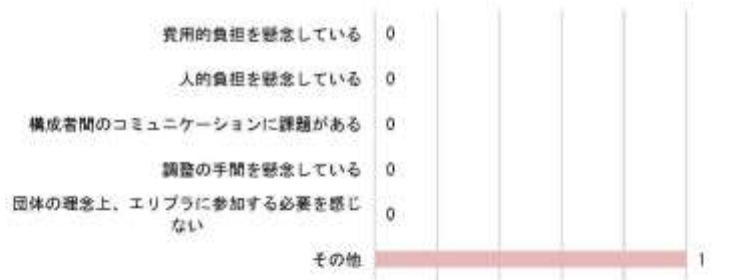 費用的負担を懸念している 0
人的負担を懸念している 0
構成者間のコミュニケーションに課題がある 0
調整の手間を懸念している 0
団体の理念上、エリプラに参加する必要を感じ
ない 0
その他 1